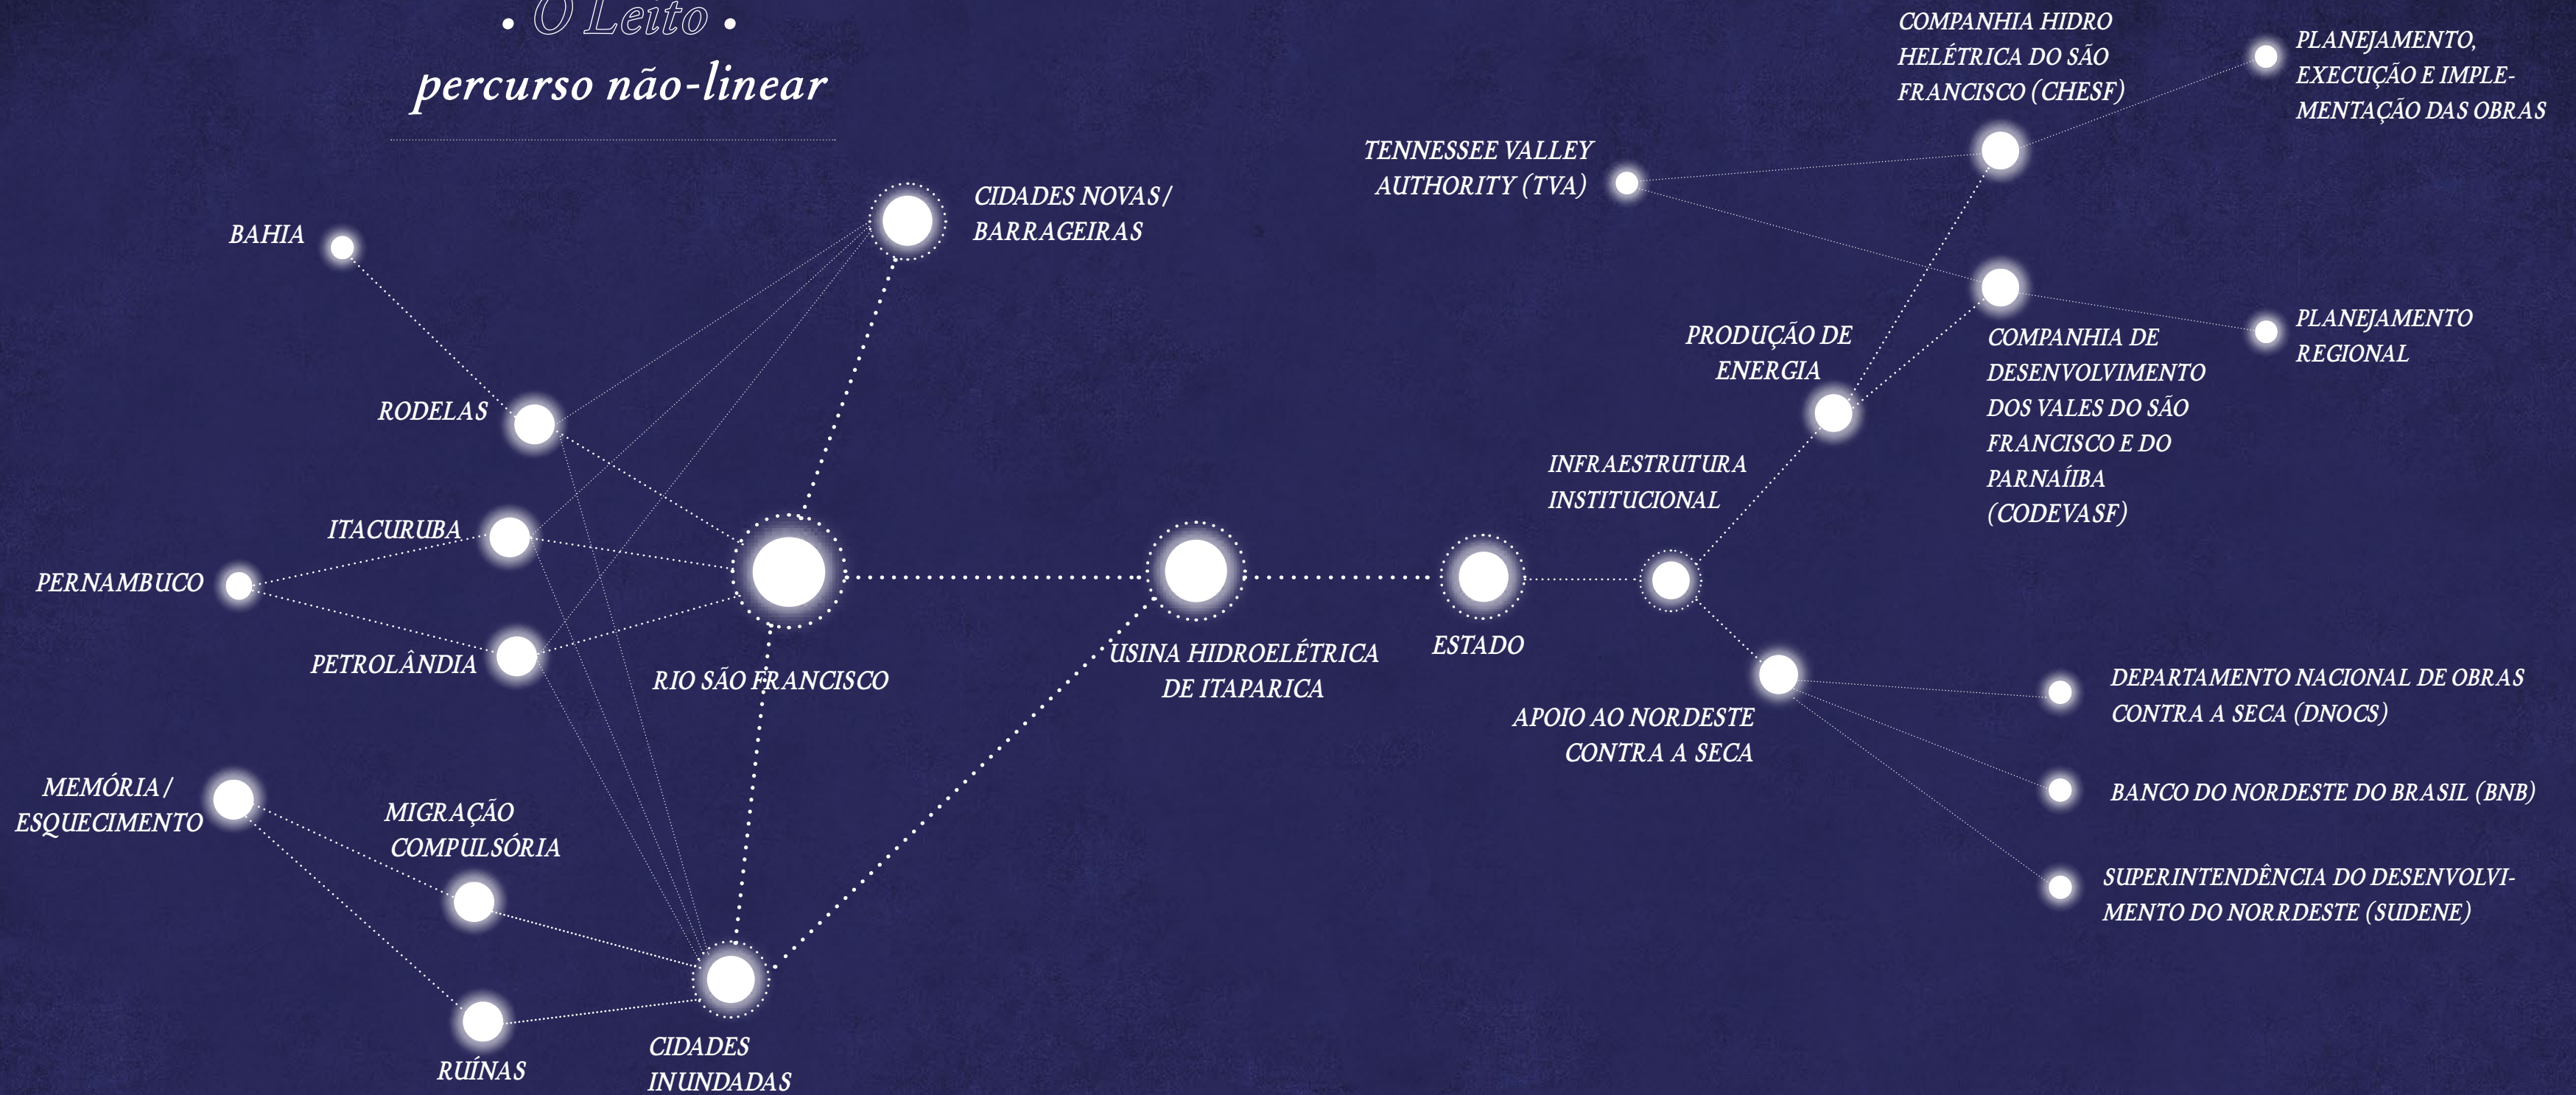 O Leito
percurso não-linear
BAHIA
RODELAS
ITACURUBA
PERNAMBUCO
PETROLÂNDIA
MEMÓRIA/
ESQUECIMENTO
MIGRAÇÃO
COMPULSÓRIA
RUÍNAS
CIDADES
INUNDADAS
CIDADES NOVAS/
BARRAGEIRAS
RIO SÃO FRANCISCO
USINA HIDROELÉTRICA
DE ITAPARICA
ESTADO
INFRAESTRUTURA
INSTITUCIONAL
PRODUÇÃO DE
ENERGIA
TENNESSEE VALLEY
AUTHORITY (TVA)
COMPANHIA HIDRO
HELÉTRICA DO SÃO
FRANCISCO (CHESF)
PLANEJAMENTO,
EXECUÇÃO E IMPLE-
MENTAÇÃO DAS OBRAS
COMPANHIA DE
DESENVOLVIMENTO
DOS VALES DO SÃO
FRANCISCO E DO
PARNAÍIBA
(CODEVASF)
PLANEJAMENTO
REGIONAL
APOIO AO NORDESTE
CONTRA A SECA
DEPARTAMENTO NACIONAL DE OBRAS
CONTRA A SECA (DNOCS)
BANCO DO NORDESTE DO BRASIL (BNB)
SUPERINTENDÊNCIA DO DESENVOLVI-
MENTO DO NORRDESTE (SUDENE)